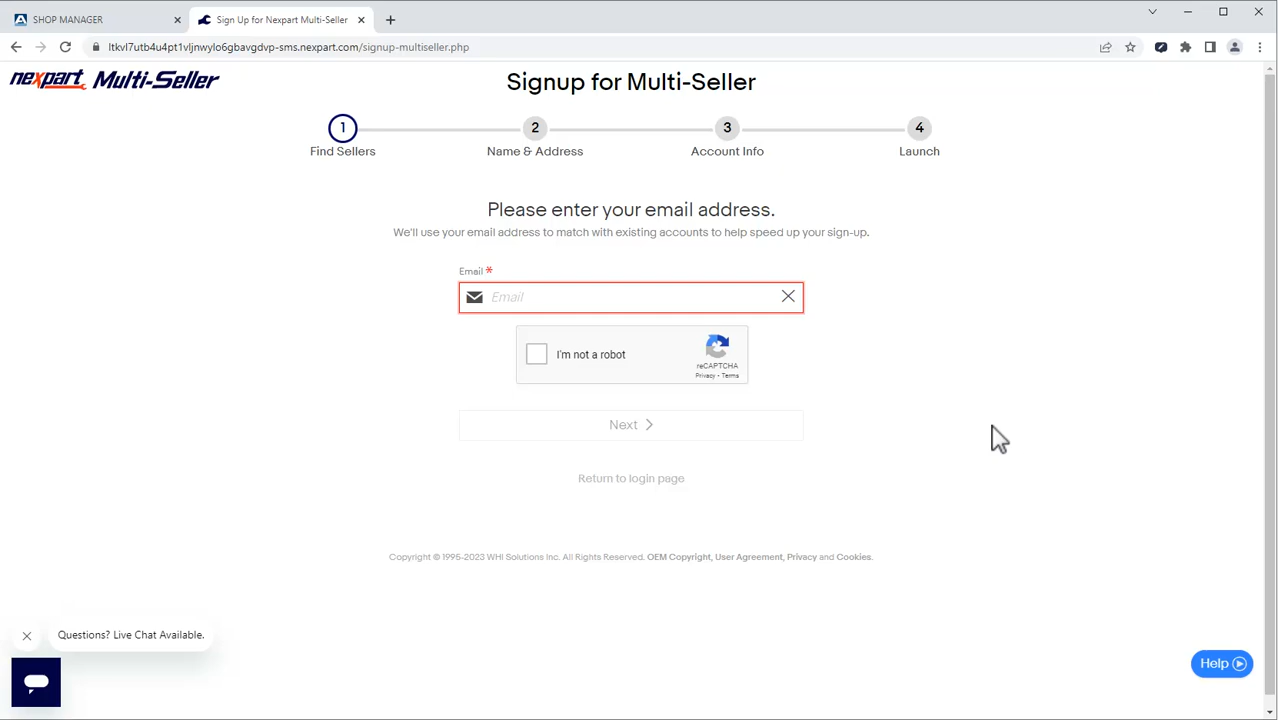 SHOP MANAGER
Sign Up for Nexpart Multi-Seller
ltkvl7utb4u4pt1vljnwylo6gbavgdvp-sms.nexpart.com/signup-multiseller.php
nexpart Multi-Seller
Signup for Multi-Seller
1
2
3
4
Find Sellers
Name & Address
Account Info
Launch
Please enter your email address.
We'll use your email address to match with existing accounts to help speed up your sign-up.
Email *
Email
I'm not a robot
reCAPTCHA
Privacy - Terms
Next
Return to login page
Copyright © 1995-2023 WHI Solutions Inc. All Rights Reserved. OEM Copyright, User Agreement, Privacy and Cookies.
Questions? Live Chat Available.
Help